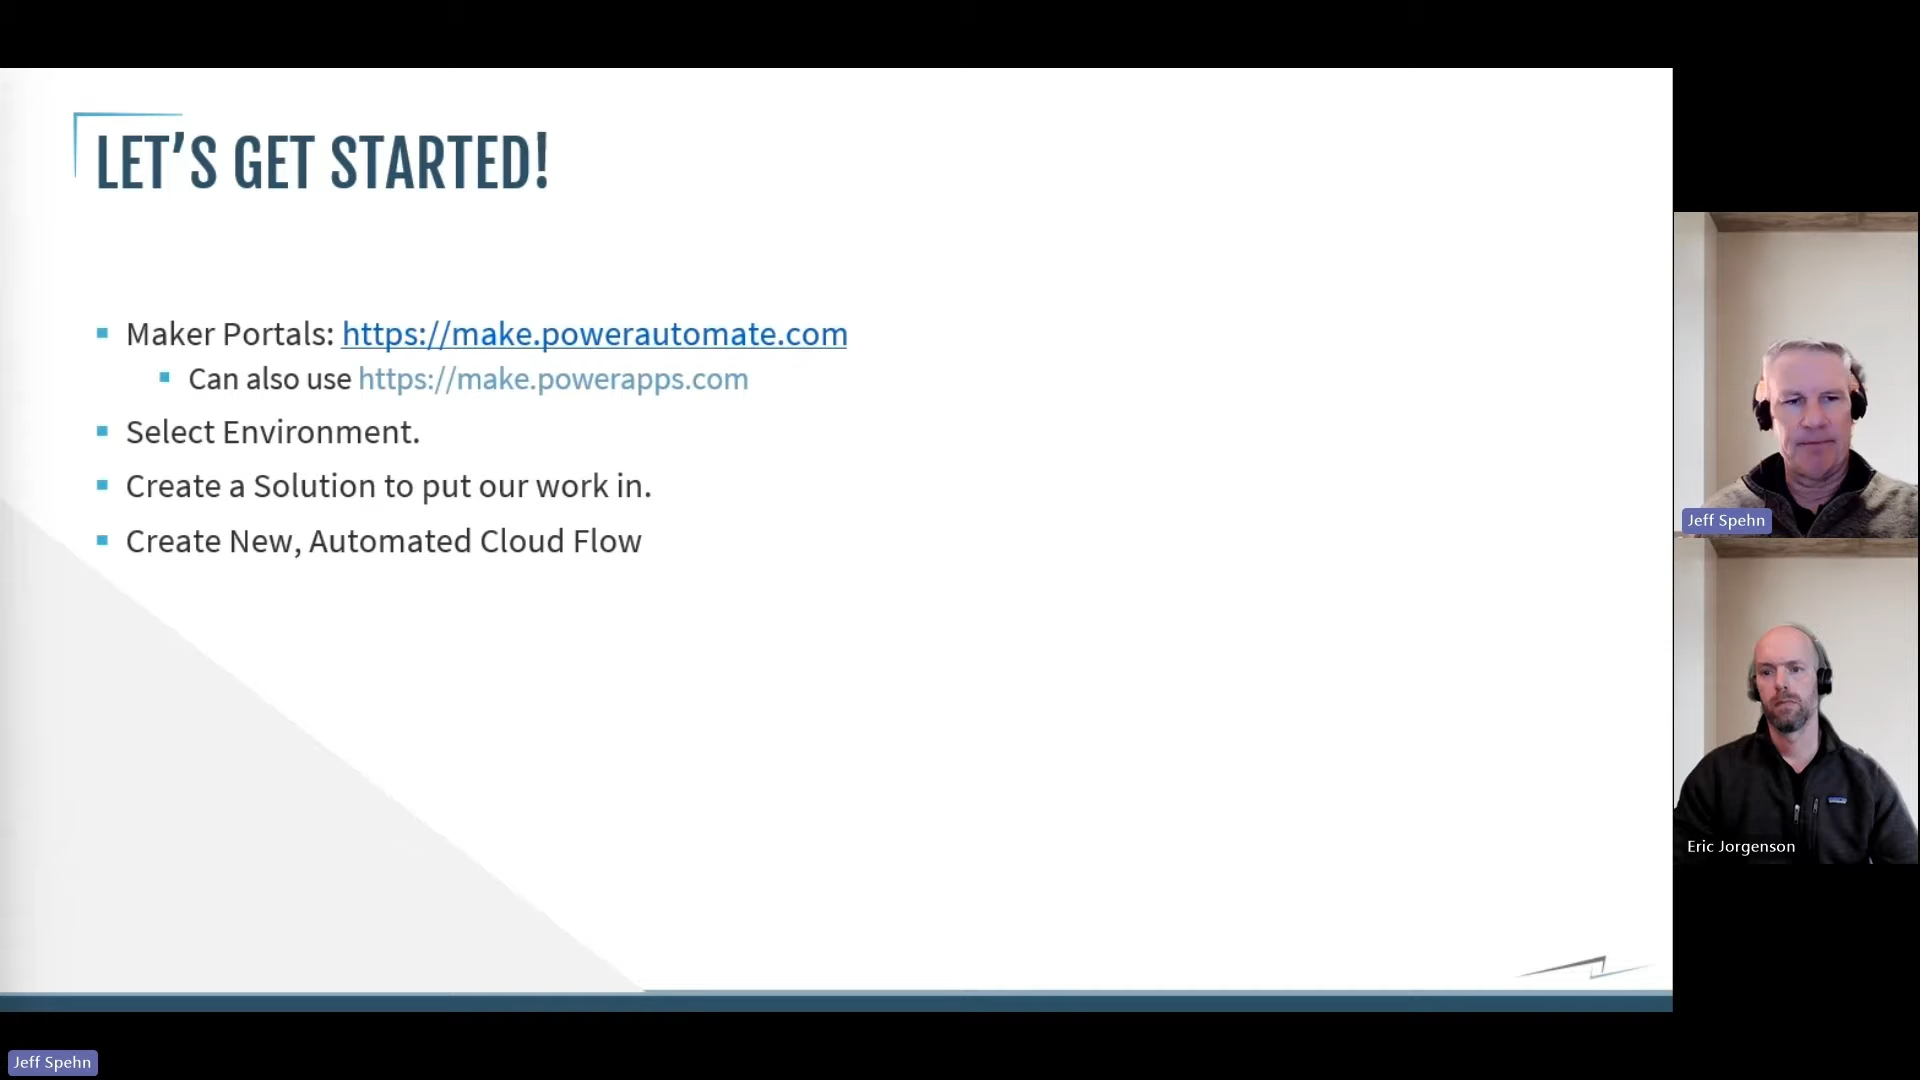 LET’S GET STARTED!
Maker Portals: https://make.powerautomate.com
Can also use https://make.powerapps.com
Select Environment.
Create a Solution to put our work in.
Create New, Automated Cloud Flow
Jeff Spehn
Eric Jorgenson
Jeff Spehn